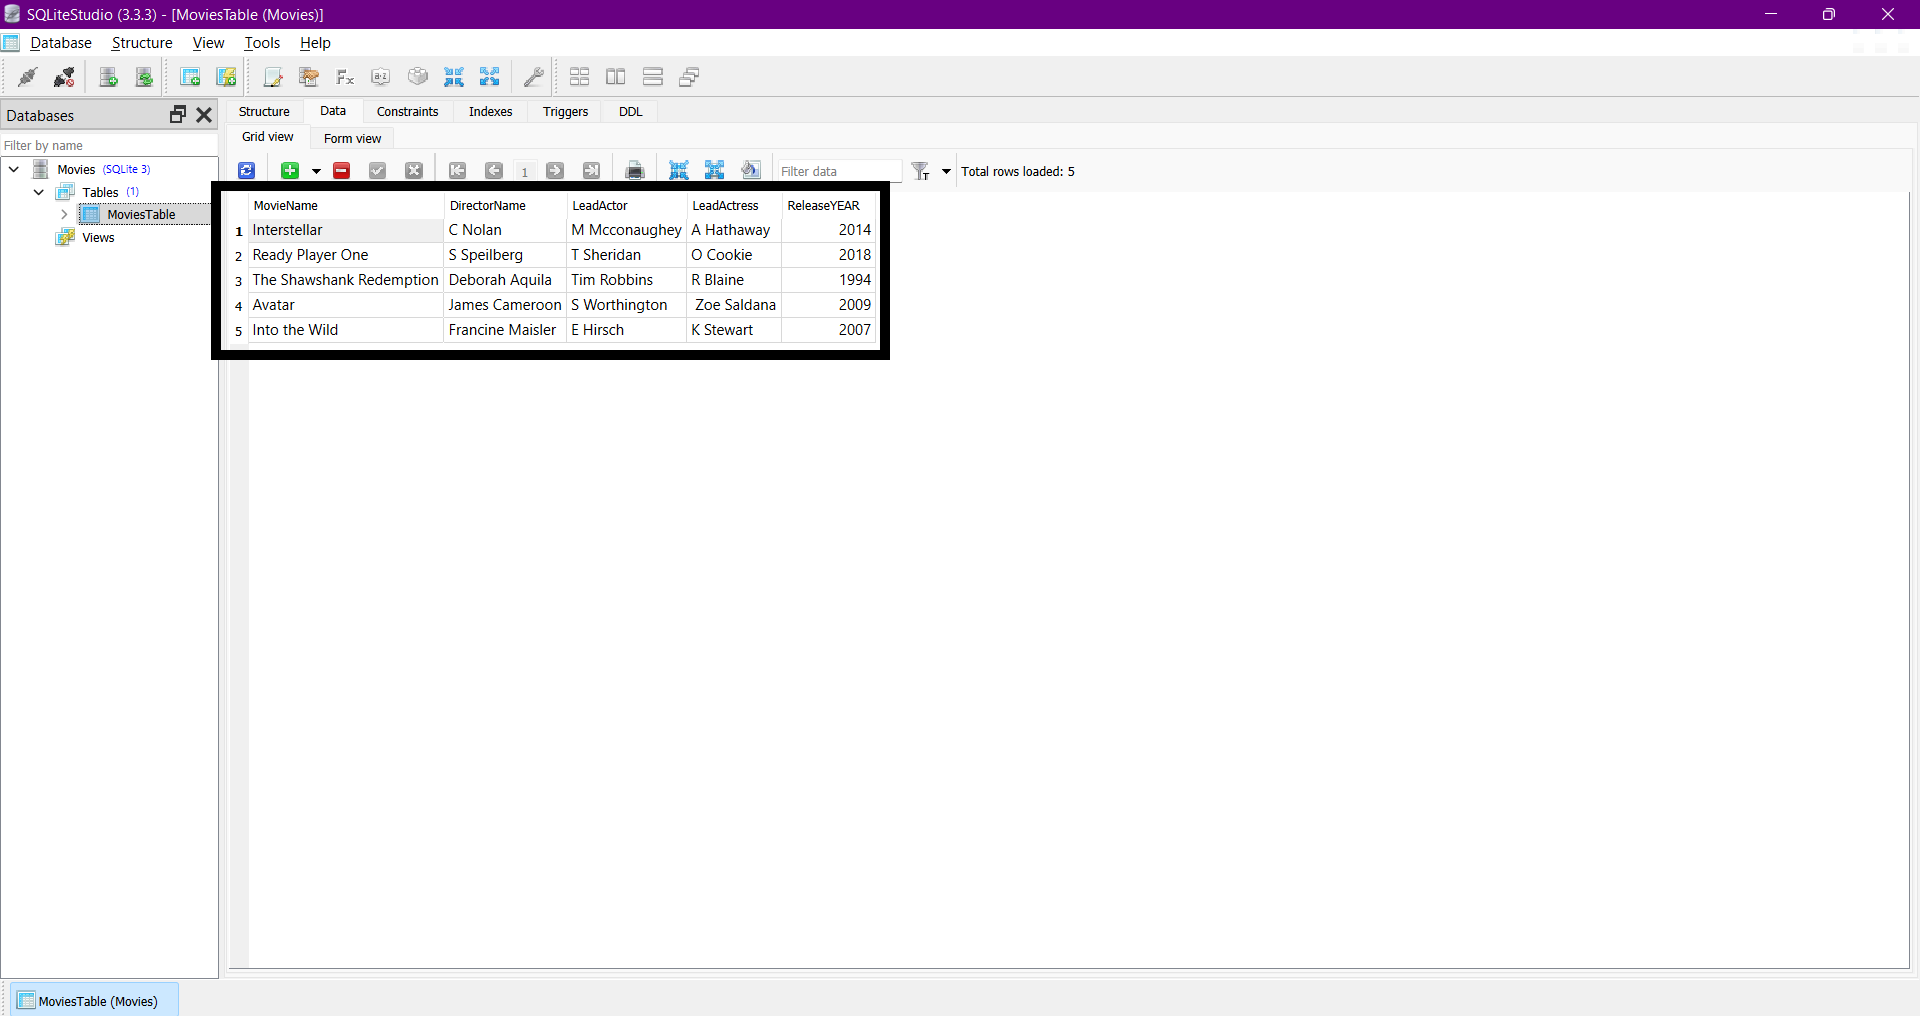 SQLiteStudio (3.3.3) - [MoviesTable (Movies)]
Database Structure View Tools Help
Databases
Filter by name
Movies (SQLite 3)
Tables (1)
MoviesTable
Views
Structure Data Constraints Indexes Triggers DDL
Grid view Form view
1 Filter data Total rows loaded: 5
MovieName DirectorName LeadActor LeadActress ReleaseYEAR
1 Interstellar C Nolan M Mcconaughey A Hathaway 2014
2 Ready Player One S Speilberg T Sheridan O Cookie 2018
3 The Shawshank Redemption Deborah Aquila Tim Robbins R Blaine 1994
4 Avatar James Cameroon S Worthington Zoe Saldana 2009
5 Into the Wild Francine Maisler E Hirsch K Stewart 2007
MoviesTable (Movies)